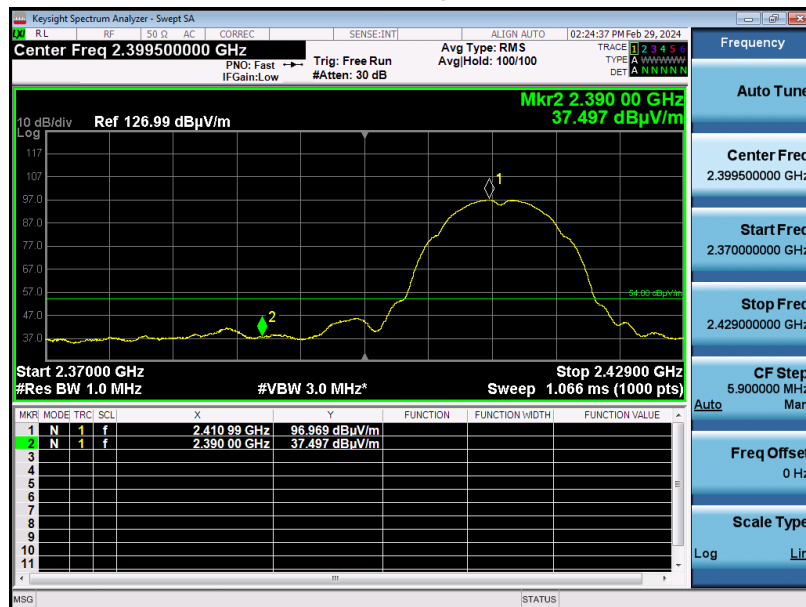 Keysight Spectrum Analyzer - Swept SA
LXI RL RF 50 Ω AC CORREC SENSE:INT ALIGN AUTO 02:24:37 PM Feb 29, 2024
Center Freq 2.399500000 GHz
PNO: Fast
IFGain:Low
Trig: Free Run
#Atten: 30 dB
Avg Type: RMS
Avg|Hold: 100/100
TRACE 1 2 3 4 5 6
TYPE A WWWWW
DET A N N N N N
Mkr2 2.390 00 GHz
37.497 dBµV/m
10 dB/div Ref 126.99 dBµV/m
Log
117
107
97.0
87.0
77.0
67.0
57.0
47.0
37.0
1
2
54.00 dBµV/m
Start 2.37000 GHz Stop 2.42900 GHz
#Res BW 1.0 MHz #VBW 3.0 MHz* Sweep 1.066 ms (1000 pts)
MKR MODE TRC SCL X Y FUNCTION FUNCTION WIDTH FUNCTION VALUE
1 N 1 f 2.410 99 GHz 96.969 dBµV/m
2 N 1 f 2.390 00 GHz 37.497 dBµV/m
3
4
5
6
7
8
9
10
11
MSG STATUS
Frequency
Auto Tune
Center Freq
2.399500000 GHz
Start Freq
2.370000000 GHz
Stop Freq
2.429000000 GHz
CF Step
5.900000 MHz
Auto Man
Freq Offset
0 Hz
Scale Type
Log Lin